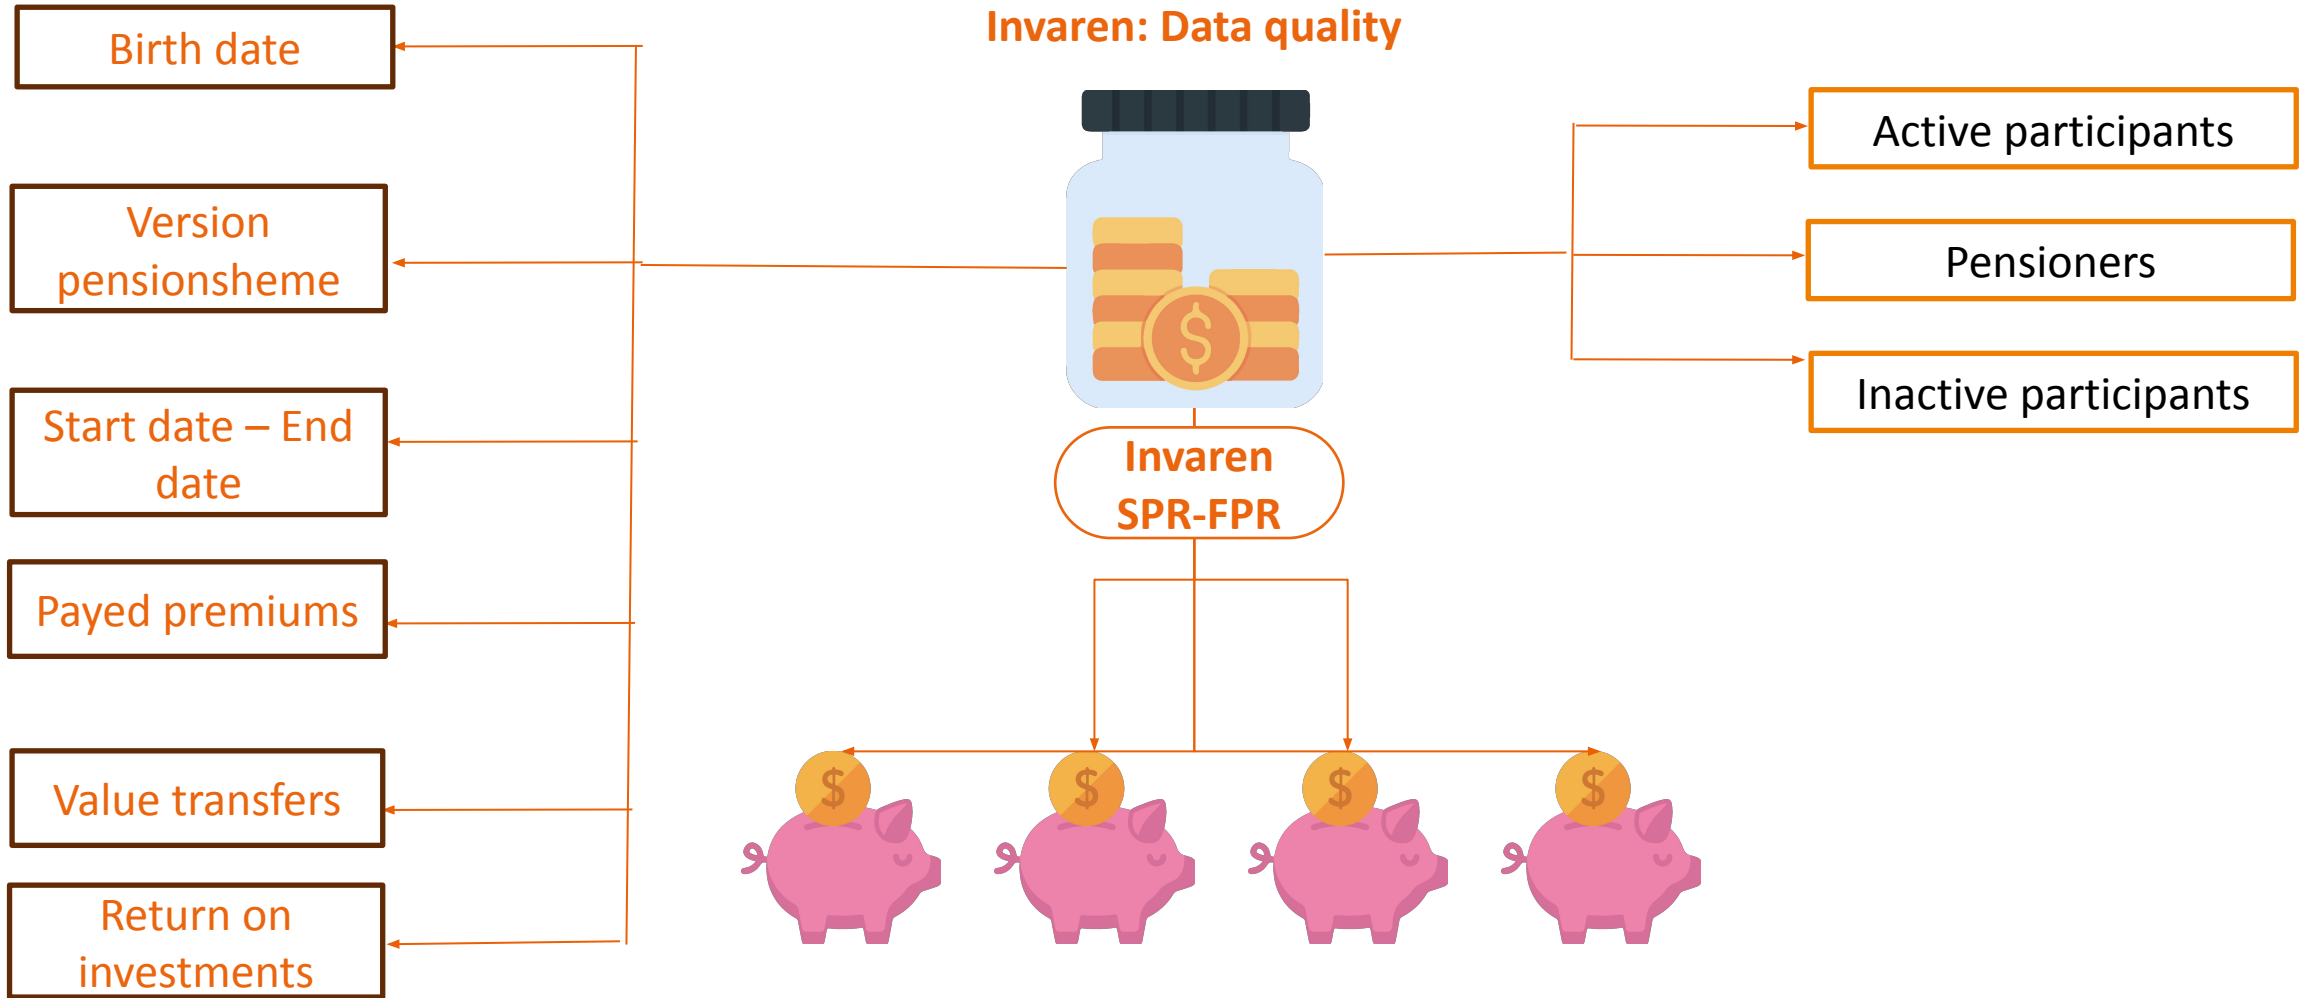 Invaren: Data quality
Birth date
Version
pensionsheme
Start date – End
date
Payed premiums
Value transfers
Return on
investments
$
Invaren
SPR-FPR
$
$
$
$
Active participants
Pensioners
Inactive participants